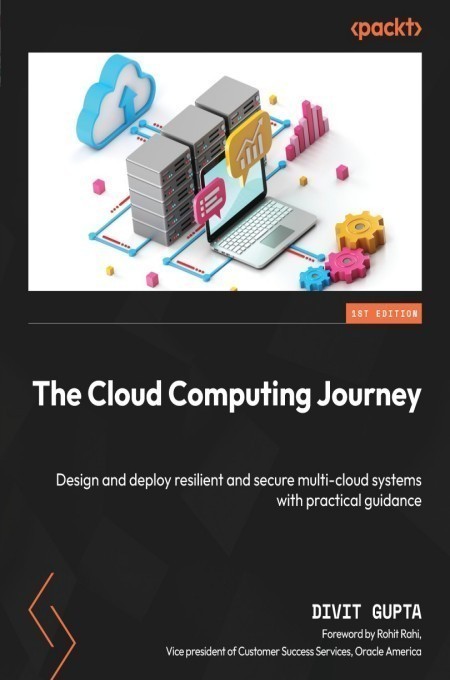 <packt>
1ST EDITION
The Cloud Computing Journey
Design and deploy resilient and secure multi-cloud systems
with practical guidance
DIVIT GUPTA
Foreword by Rohit Rahi,
Vice president of Customer Success Services, Oracle America